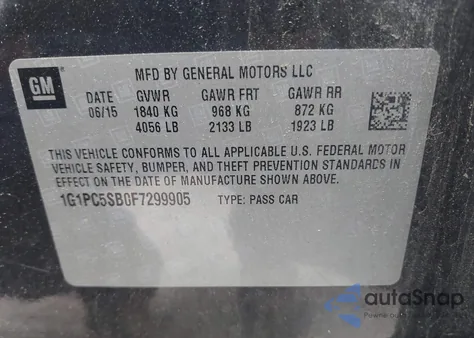 GM
MFD BY GENERAL MOTORS LLC
DATE GVWR GAWR FRT GAWR RR
06/15 1840 KG 968 KG 872 KG
4056 LB 2133 LB 1923 LB
THIS VEHICLE CONFORMS TO ALL APPLICABLE U.S. FEDERAL MOTOR
VEHICLE SAFETY, BUMPER, AND THEFT PREVENTION STANDARDS IN
EFFECT ON THE DATE OF MANUFACTURE SHOWN ABOVE.
1G1PC5SB0F7299905 TYPE: PASS CAR
autoSnap